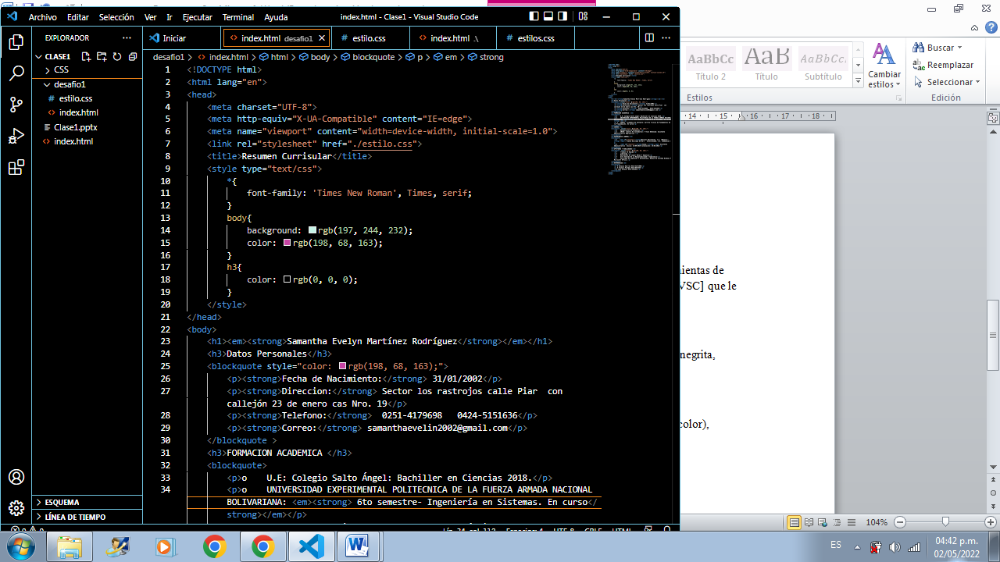 Archivo Editar Selección Ver Ir Ejecutar Terminal Ayuda index.html - Clase1 - Visual Studio Code
EXPLORADOR
CLASE1
CSS
desafio1
estilo.css
index.html
Clase1.pptx
index.html
ESQUEMA
LÍNEA DE TIEMPO
Iniciar index.html desafio1 estilo.css index.html .\ estilos.css
desafio1 > index.html > html > body > blockquote > p > em > strong
1 <!DOCTYPE html>
2 <html lang="en">
3 <head>
4 <meta charset="UTF-8">
5 <meta http-equiv="X-UA-Compatible" content="IE=edge">
6 <meta name="viewport" content="width=device-width, initial-scale=1.0">
7 <link rel="stylesheet" href="./estilo.css">
8 <title>Resumen Currisular</title>
9 <style type="text/css">
10 *{
11 font-family: 'Times New Roman', Times, serif;
12 }
13 body{
14 background: rgb(197, 244, 232);
15 color: rgb(198, 68, 163);
16 }
17 h3{
18 color: rgb(0, 0, 0);
19 }
20 </style>
21 </head>
22 <body>
23 <h1><em><strong>Samantha Evelyn Martínez Rodríguez</strong></em></h1>
24 <h3>Datos Personales</h3>
25 <blockquote style="color: rgb(198, 68, 163);">
26 <p><strong>Fecha de Nacimiento:</strong> 31/01/2002</p>
27 <p><strong>Direccion:</strong> Sector los rastrojos calle Piar  con
callejón 23 de enero cas Nro. 19</p>
28 <p><strong>Telefono:</strong>  0251-4179698   0424-5151636</p>
29 <p><strong>Correo:</strong> samanthaevelin2002@gmail.com</p>
30 </blockquote >
31 <h3>FORMACION ACADEMICA </h3>
32 <blockquote>
33 <p>o    U.E: Colegio Salto Ángel: Bachiller en Ciencias 2018.</p>
34 <p>o    UNIVERSIDAD EXPERIMENTAL POLITECNICA DE LA FUERZA ARMADA NACIONAL
BOLIVARIANA: <em><strong> 6to semestre- Ingeniería en Sistemas. En curso</
strong></em></p>
AaBbCc AaB AaBbCc.
Título 2 Título Subtítulo
Cambiar
estilos
Estilos
Buscar
Reemplazar
Seleccionar
Edición
14 15 16 17 18
mientas de
VSC] que le
negrita,
color),
104%
ES
04:42 p.m.
02/05/2022